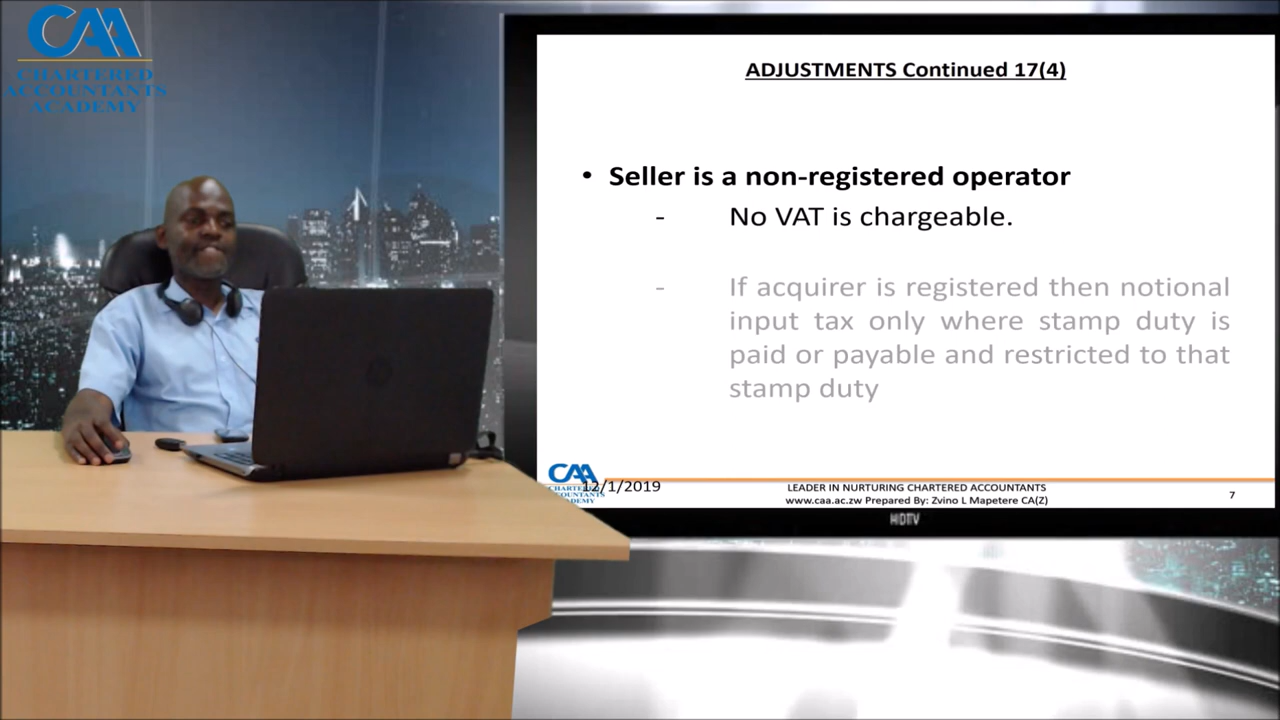 CAA
CHARTERED
ACCOUNTANTS
ACADEMY
ADJUSTMENTS Continued 17(4)
• Seller is a non-registered operator
- No VAT is chargeable.
- If acquirer is registered then notional
input tax only where stamp duty is
paid or payable and restricted to that
stamp duty
CAA
CHARTERED
ACCOUNTANTS
ACADEMY
12/1/2019
LEADER IN NURTURING CHARTERED ACCOUNTANTS
www.caa.ac.zw Prepared By: Zvino L Mapetere CA(Z)
7
HDTV